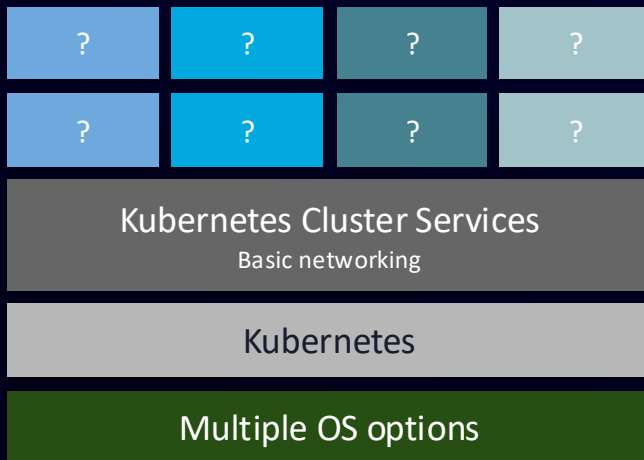 ? ? ? ?
? ? ? ?
Kubernetes Cluster Services
Basic networking
Kubernetes
Multiple OS options